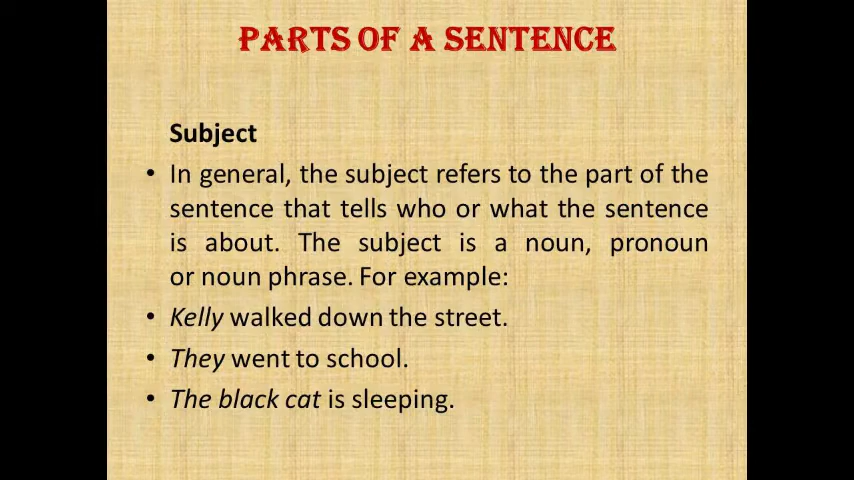 PARTS OF A SENTENCE
Subject
• In general, the subject refers to the part of the
sentence that tells who or what the sentence
is about. The subject is a noun, pronoun
or noun phrase. For example:
• Kelly walked down the street.
• They went to school.
• The black cat is sleeping.